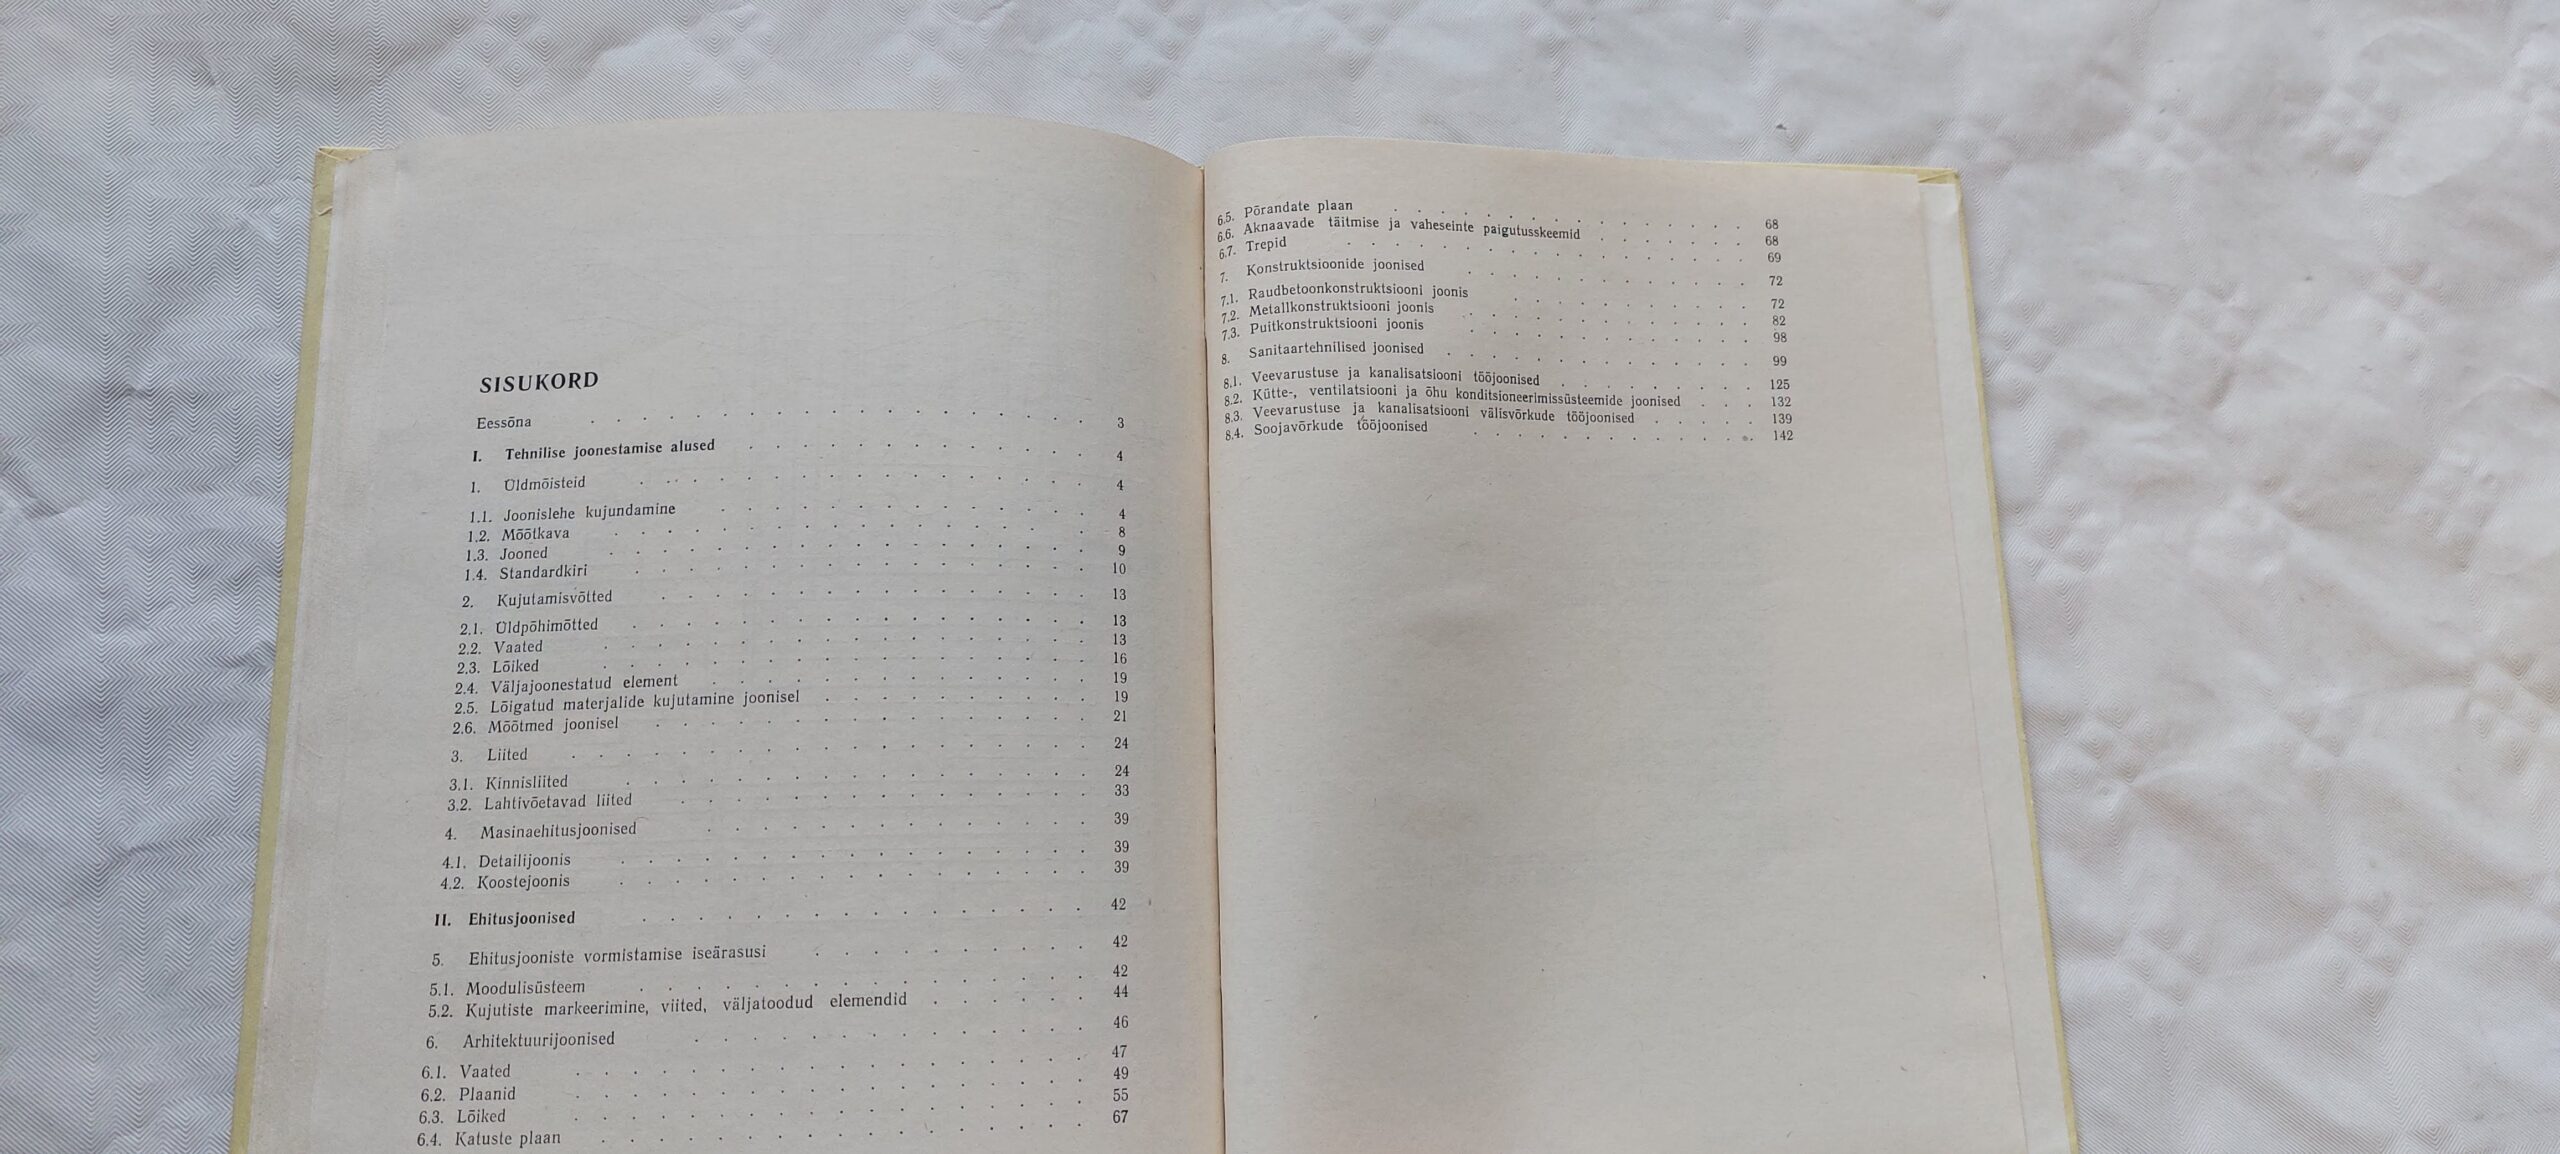 SISUKORD
Eessõna . . . . . . . . . . . . . . . . . . . 3
I. Tehnilise joonestamise alused . . . . . . . . . . . . . 4
1. Üldmõisteid . . . . . . . . . . . . . . . . . 4
1.1. Joonislehe kujundamine . . . . . . . . . . . . . . 4
1.2. Mõõtkava . . . . . . . . . . . . . . . . . . 8
1.3. Jooned . . . . . . . . . . . . . . . . . . 9
1.4. Standardkiri . . . . . . . . . . . . . . . . . 10
2. Kujutamisvõtted . . . . . . . . . . . . . . . . 13
2.1. Üldpõhimõtted . . . . . . . . . . . . . . . . . 13
2.2. Vaated . . . . . . . . . . . . . . . . . . 13
2.3. Lõiked . . . . . . . . . . . . . . . . . . 16
2.4. Väljajoonestatud element . . . . . . . . . . . . . . 19
2.5. Lõigatud materjalide kujutamine joonisel . . . . . . . . . . 19
2.6. Mõõtmed joonisel . . . . . . . . . . . . . . . . 21
3. Liited . . . . . . . . . . . . . . . . . . . 24
3.1. Kinnisliited . . . . . . . . . . . . . . . . . 24
3.2. Lahtivõetavad liited . . . . . . . . . . . . . . . 33
4. Masinaehitusjoonised . . . . . . . . . . . . . . 39
4.1. Detailijoonis . . . . . . . . . . . . . . . . . 39
4.2. Koostejoonis . . . . . . . . . . . . . . . . . 39
II. Ehitusjoonised . . . . . . . . . . . . . . . . 42
5. Ehitusjooniste vormistamise iseärasusi . . . . . . . . . . 42
5.1. Moodulisüsteem . . . . . . . . . . . . . . . . 42
5.2. Kujutiste markeerimine, viited, väljatoodud elemendid . . . . . . 44
6. Arhitektuurijoonised . . . . . . . . . . . . . . 46
6.1. Vaated . . . . . . . . . . . . . . . . . . 47
6.2. Plaanid . . . . . . . . . . . . . . . . . . 49
6.3. Lõiked . . . . . . . . . . . . . . . . . . 55
6.4. Katuste plaan . . . . . . . . . . . . . . . . . 67
6.5. Põrandate plaan . . . . . . . . . . . . . . . . 68
6.6. Aknaavade täitmise ja vaheseinte paigutusskeemid . . . . . . . 68
6.7. Trepid . . . . . . . . . . . . . . . . . . 69
7. Konstruktsioonide joonised . . . . . . . . . . . . . 72
7.1. Raudbetoonkonstruktsiooni joonis . . . . . . . . . . . 72
7.2. Metallkonstruktsiooni joonis . . . . . . . . . . . . . 82
7.3. Puitkonstruktsiooni joonis . . . . . . . . . . . . . 98
8. Sanitaartehnilised joonised . . . . . . . . . . . . . 99
8.1. Veevarustuse ja kanalisatsiooni tööjoonised . . . . . . . . . 125
8.2. Kütte-, ventilatsiooni ja õhu konditsioneerimissüsteemide joonised . . . 132
8.3. Veevarustuse ja kanalisatsiooni välisvõrkude tööjoonised . . . . . 139
8.4. Soojavõrkude tööjoonised . . . . . . . . . . . . . 142